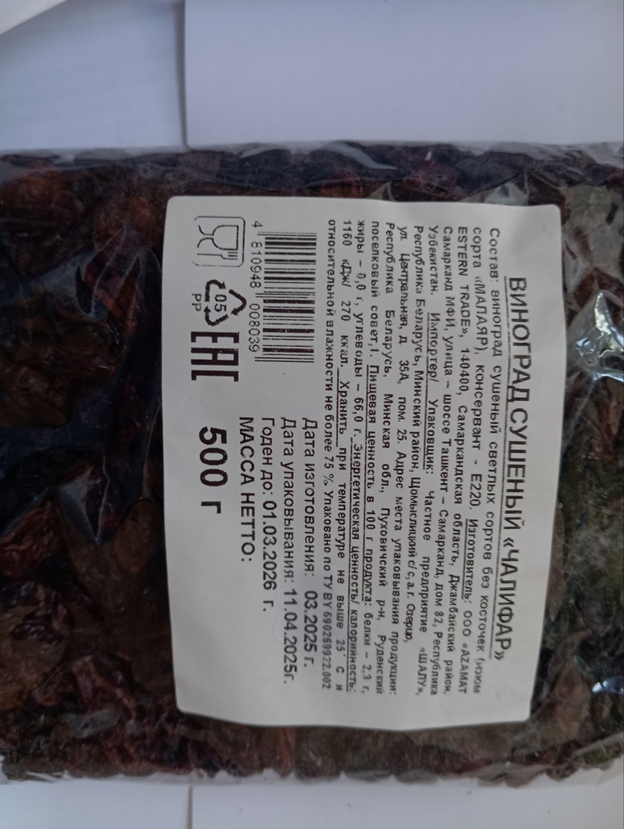 ВИНОГРАД СУШЕНЫЙ «ЧАЛИФАР»
Состав: виноград сушеный светлых сортов без косточек (изюм
сорта «МАЛАЯР), консервант - Е220. Изготовитель: ООО «AZAMAT
ESTERN TRADE», 140400, Самаркандская область, Джамбайский район,
Самарканд МФЙ, улица – шоссе Ташкент – Самарканд, дом 82, Республика
Узбекистан. Импортер/ Упаковщик: Частное предприятие «ШАЛУ»,
Республика Беларусь, Минский район, Щомыслицкий с/с, а.г. Озерцо,
ул. Центральная, д. 35А, пом. 25. Адрес места упаковывания продукции:
Республика Беларусь, Минская обл., Пуховичский р-н, Руденский
поселковый совет,1. Пищевая ценность в 100 г продукта: белки – 2,3 г,
жиры – 0,0 г, углеводы – 66,0 г. Энергетическая ценность/ калорийность:
1160 кДж/ 270 ккал. Хранить при температуре не выше 25˚ С и
относительной влажности не более 75 %. Упаковано по ТУ BY 690269922.002
Дата изготовления: 03.2025 г.
Дата упаковывания: 11.04.2025г.
Годен до: 01.03.2026 г.
МАССА НЕТТО:
500 г
4 810948 008039
05
PP
EAC